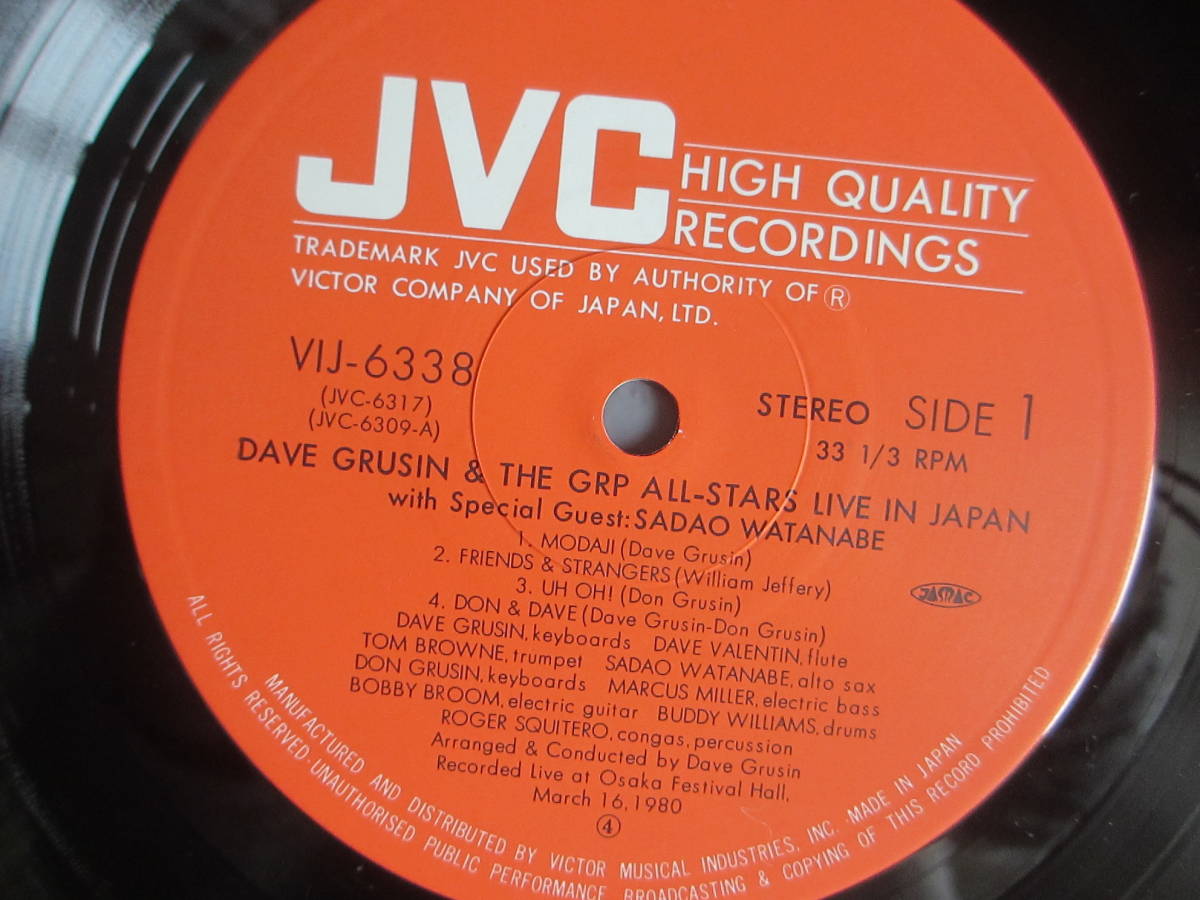 JVC
HIGH QUALITY
RECORDINGS
TRADEMARK JVC USED BY AUTHORITY OF Ⓡ
VICTOR COMPANY OF JAPAN, LTD.
VIJ-6338
(JVC-6317)
(JVC-6309-A)
STEREO SIDE 1
33 1/3 RPM
DAVE GRUSIN & THE GRP ALL-STARS LIVE IN JAPAN
with Special Guest: SADAO WATANABE
1. MODAJI (Dave Grusin)
2. FRIENDS & STRANGERS (William Jeffery)
3. UH OH! (Don Grusin)
4. DON & DAVE (Dave Grusin-Don Grusin)
JASRAC
DAVE GRUSIN, keyboards DAVE VALENTIN, flute
TOM BROWNE, trumpet SADAO WATANABE, alto sax
DON GRUSIN, keyboards MARCUS MILLER, electric bass
BOBBY BROOM, electric guitar BUDDY WILLIAMS, drums
ROGER SQUITERO, congas, percussion
Arranged & Conducted by Dave Grusin
Recorded Live at Osaka Festival Hall,
March 16, 1980
④
MANUFACTURED AND DISTRIBUTED BY VICTOR MUSICAL INDUSTRIES, INC. MADE IN JAPAN
ALL RIGHTS RESERVED·UNAUTHORISED PUBLIC PERFORMANCE, BROADCASTING & COPYING OF THIS RECORD PROHIBITED